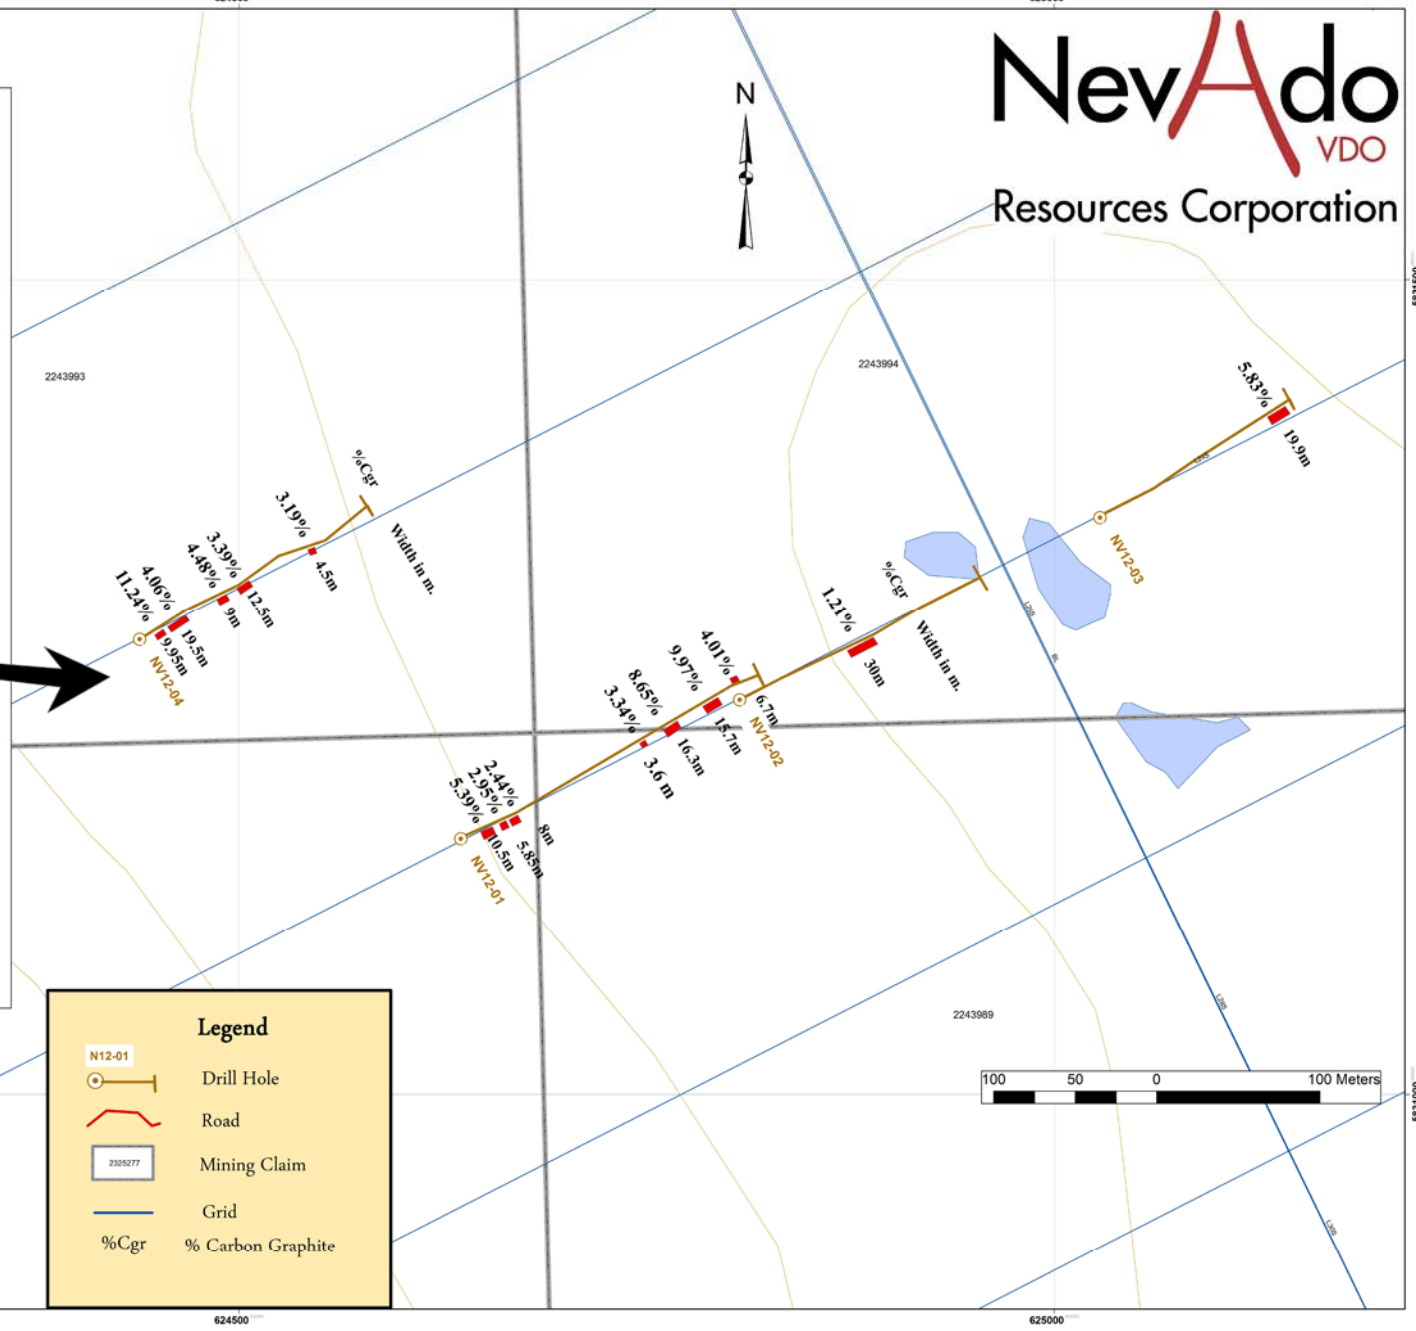 NevAdo
VDO
Resources Corporation
N
2243993
2243994
5.83%
19.9m
NV12-03
%Cgr
Width in m.
3.19%
4.5m
3.39%
12.5m
4.48%
9m
4.06%
19.5m
11.24%
9.95m
NV12-04
%Cgr
Width in m.
1.21%
30m
NV12-02
4.01%
6.7m
9.97%
15.7m
8.65%
16.3m
3.34%
3.6 m
2.44%
8m
2.95%
5.85m
5.39%
10.5m
NV12-01
BL
2243989
100 50 0 100 Meters
Legend
N12-01
Drill Hole
Road
2325277
Mining Claim
Grid
%Cgr % Carbon Graphite
624500
625000